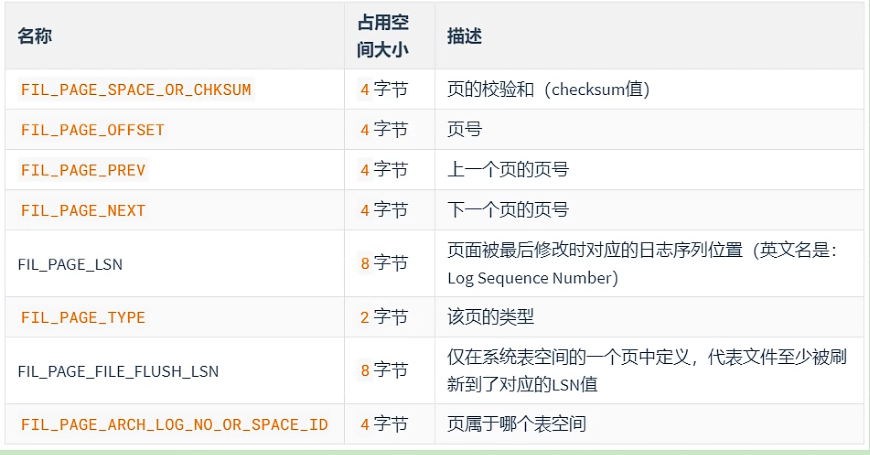 名称 占用空 描述
间大小
FIL_PAGE_SPACE_OR_CHKSUM 4 字节 页的校验和（checksum值）
FIL_PAGE_OFFSET 4 字节 页号
FIL_PAGE_PREV 4 字节 上一个页的页号
FIL_PAGE_NEXT 4 字节 下一个页的页号
FIL_PAGE_LSN 8 字节 页面被最后修改时对应的日志序列位置（英文名是：
Log Sequence Number）
FIL_PAGE_TYPE 2 字节 该页的类型
FIL_PAGE_FILE_FLUSH_LSN 8 字节 仅在系统表空间的一个页中定义，代表文件至少被刷
新到了对应的LSN值
FIL_PAGE_ARCH_LOG_NO_OR_SPACE_ID 4 字节 页属于哪个表空间